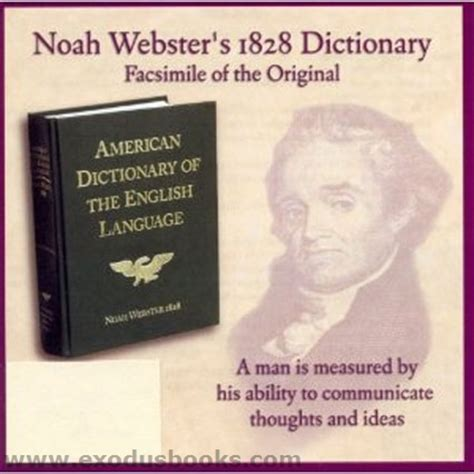 Noah Webster's 1828 Dictionary
Facsimile of the Original
AMERICAN
DICTIONARY OF
THE ENGLISH
LANGUAGE
NOAH WEBSTER 1828
A man is measured by
his ability to communicate
thoughts and ideas
www.exodusbooks.com